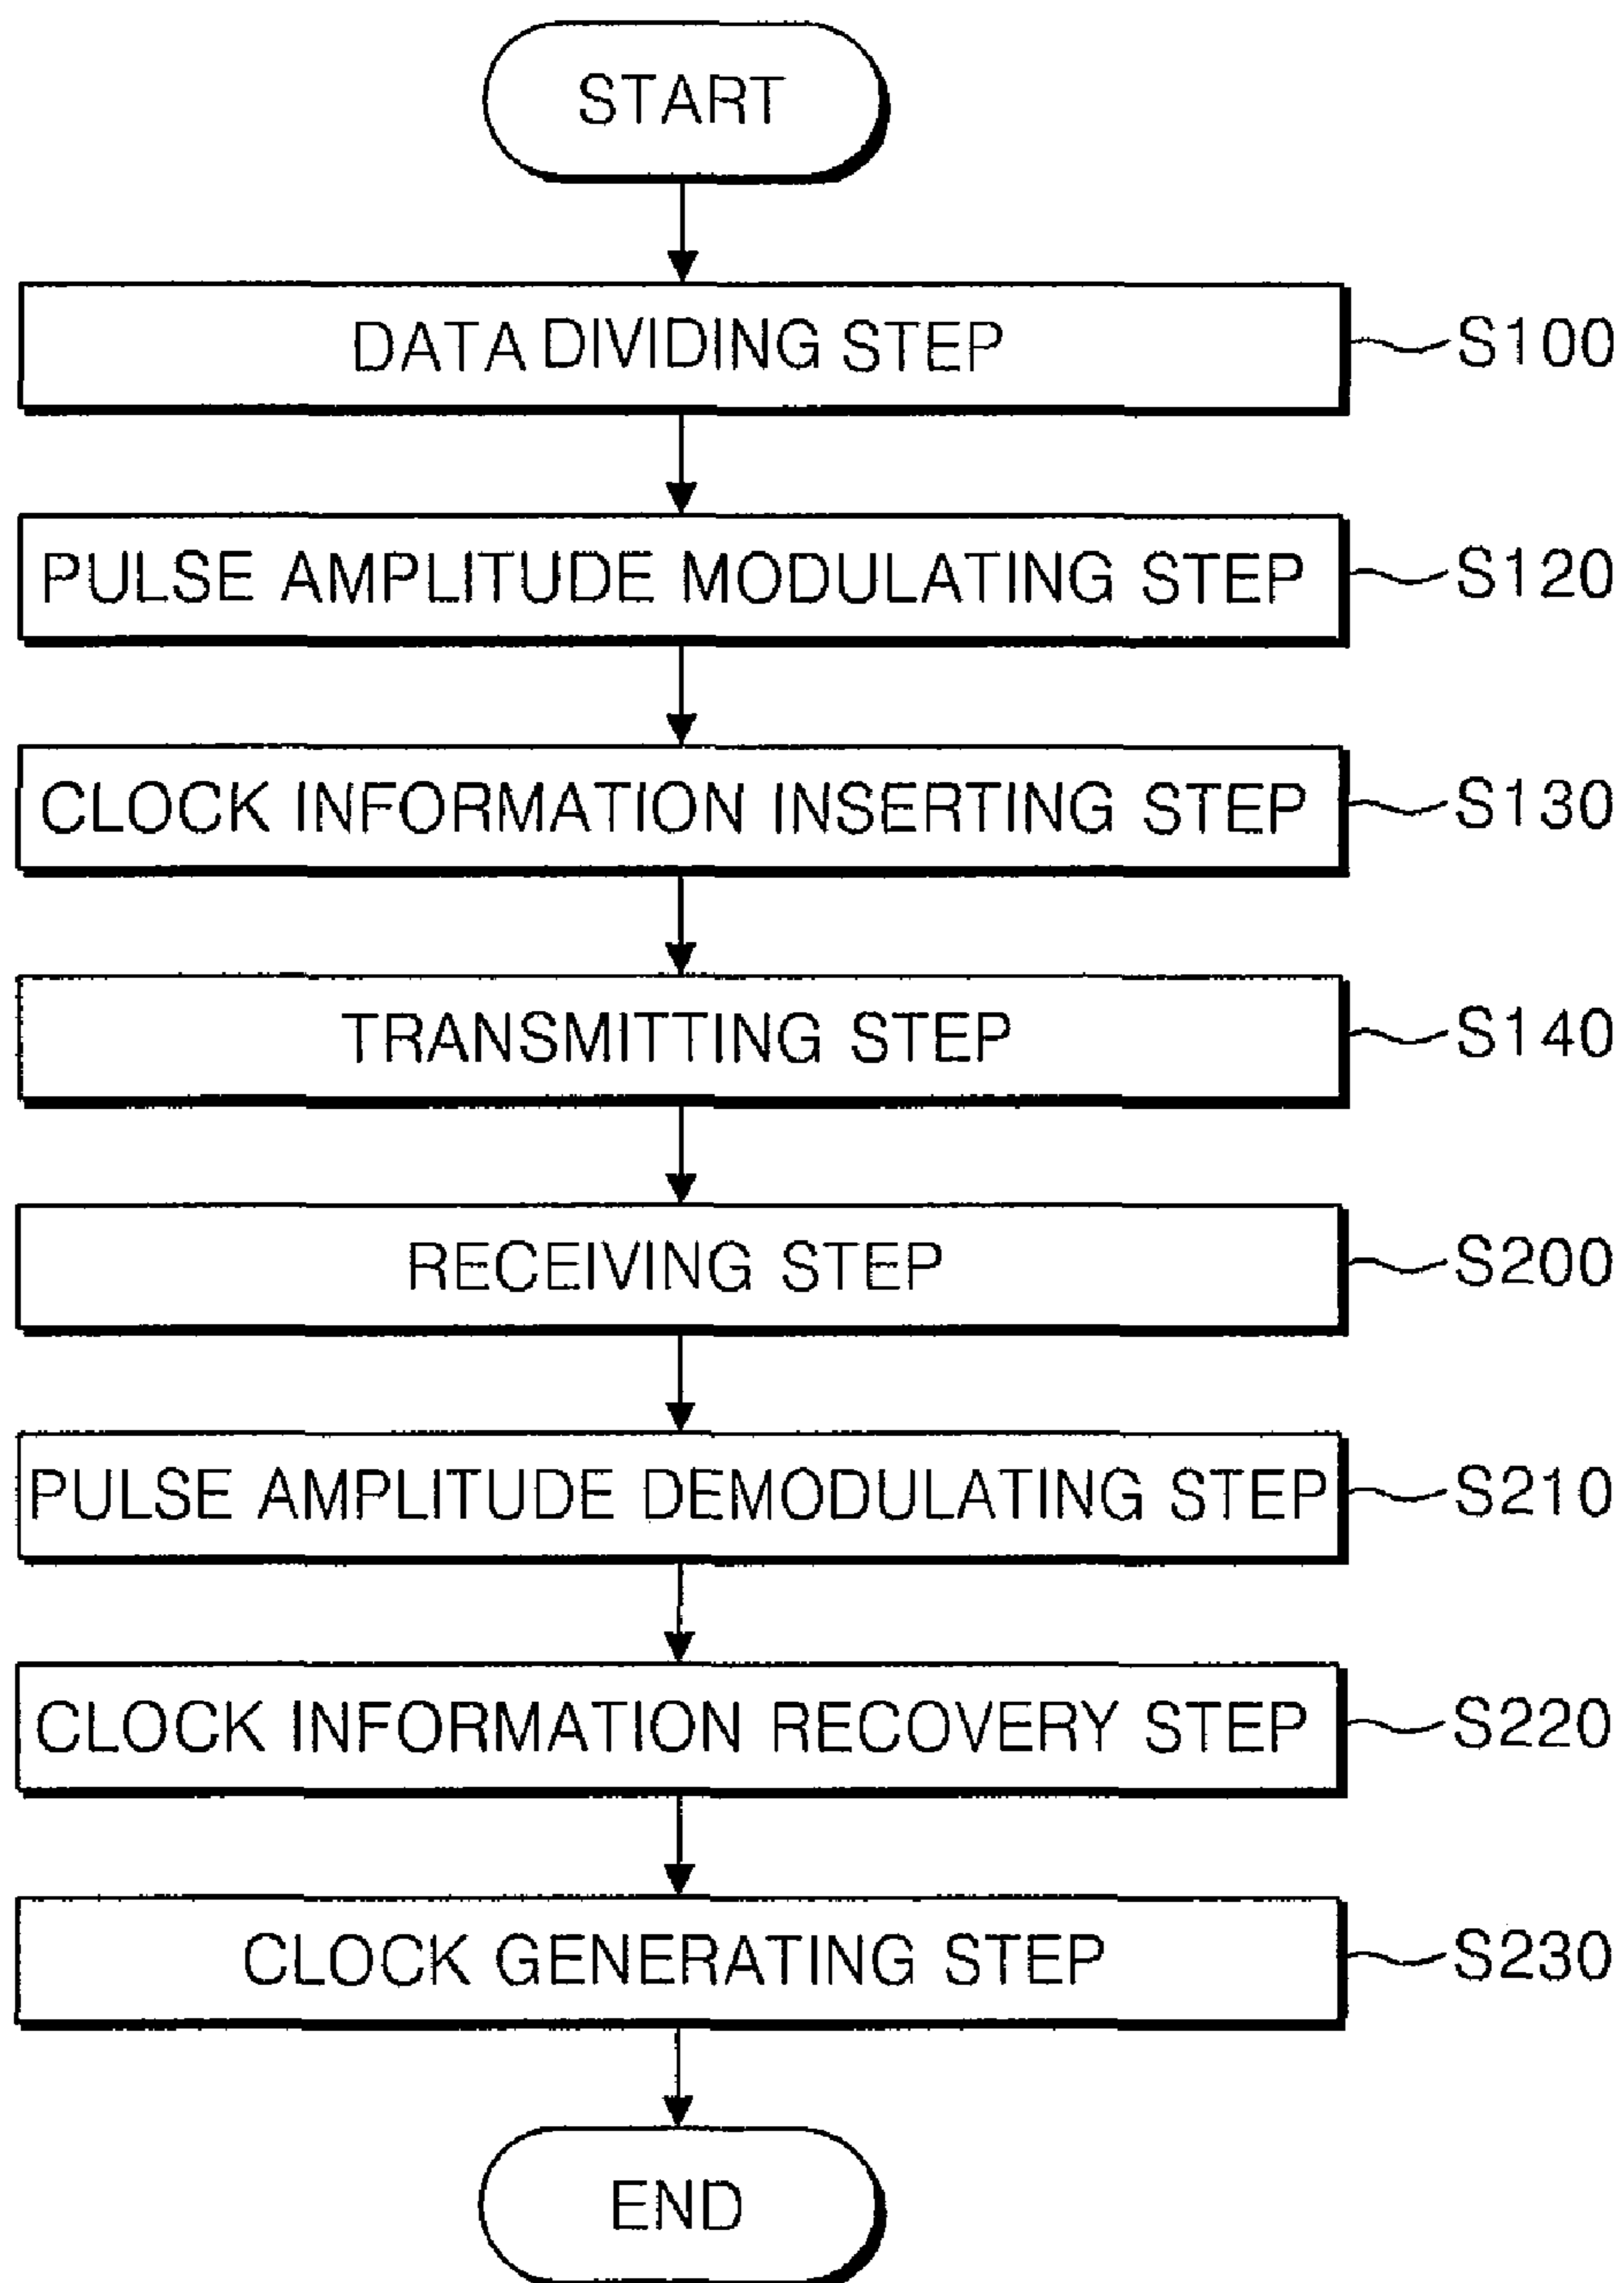 START
DATA DIVIDING STEP S100
PULSE AMPLITUDE MODULATING STEP S120
CLOCK INFORMATION INSERTING STEP S130
TRANSMITTING STEP S140
RECEIVING STEP S200
PULSE AMPLITUDE DEMODULATING STEP S210
CLOCK INFORMATION RECOVERY STEP S220
CLOCK GENERATING STEP S230
END